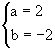 a = 2
b = −2